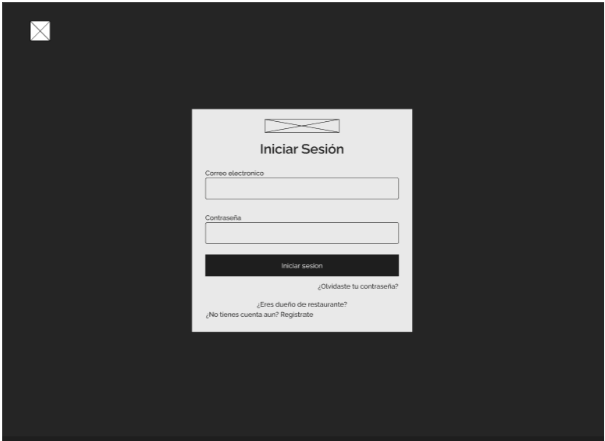 Iniciar Sesión
Correo electronico
Contraseña
Iniciar sesion
¿Olvidaste tu contraseña?
¿Eres dueño de restaurante?
¿No tienes cuenta aun? Registrate